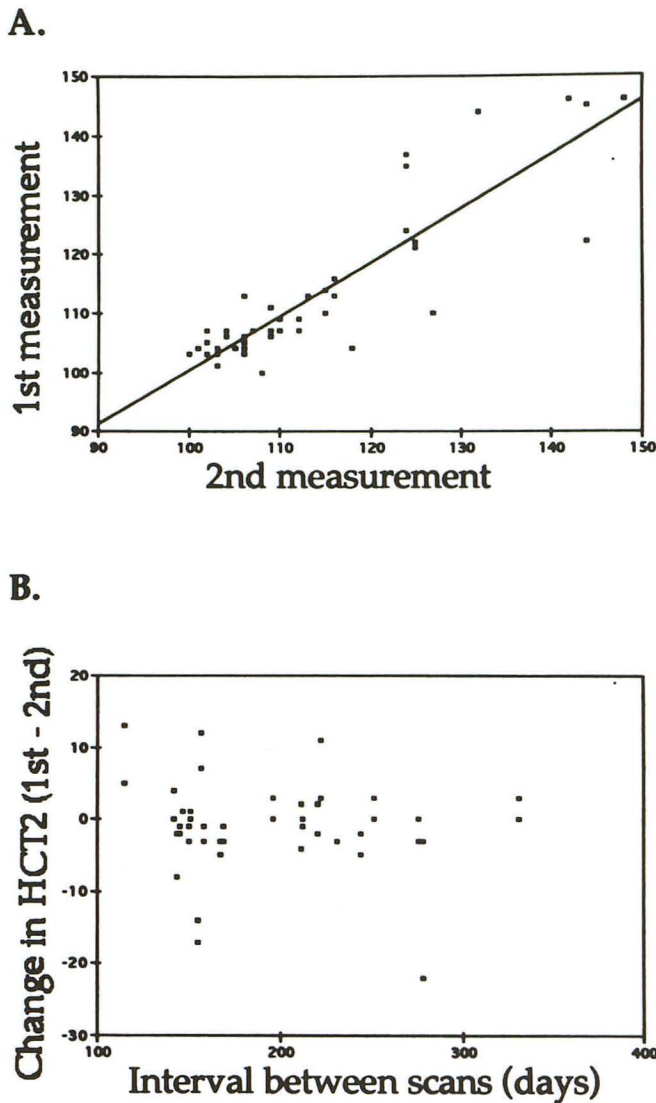 A.
150
140
130
120
110
100
90
1st measurement
90 100 110 120 130 140 150
2nd measurement
B.
20
10
0
-10
-20
-30
Change in HCT2 (1st - 2nd)
100 200 300 400
Interval between scans (days)